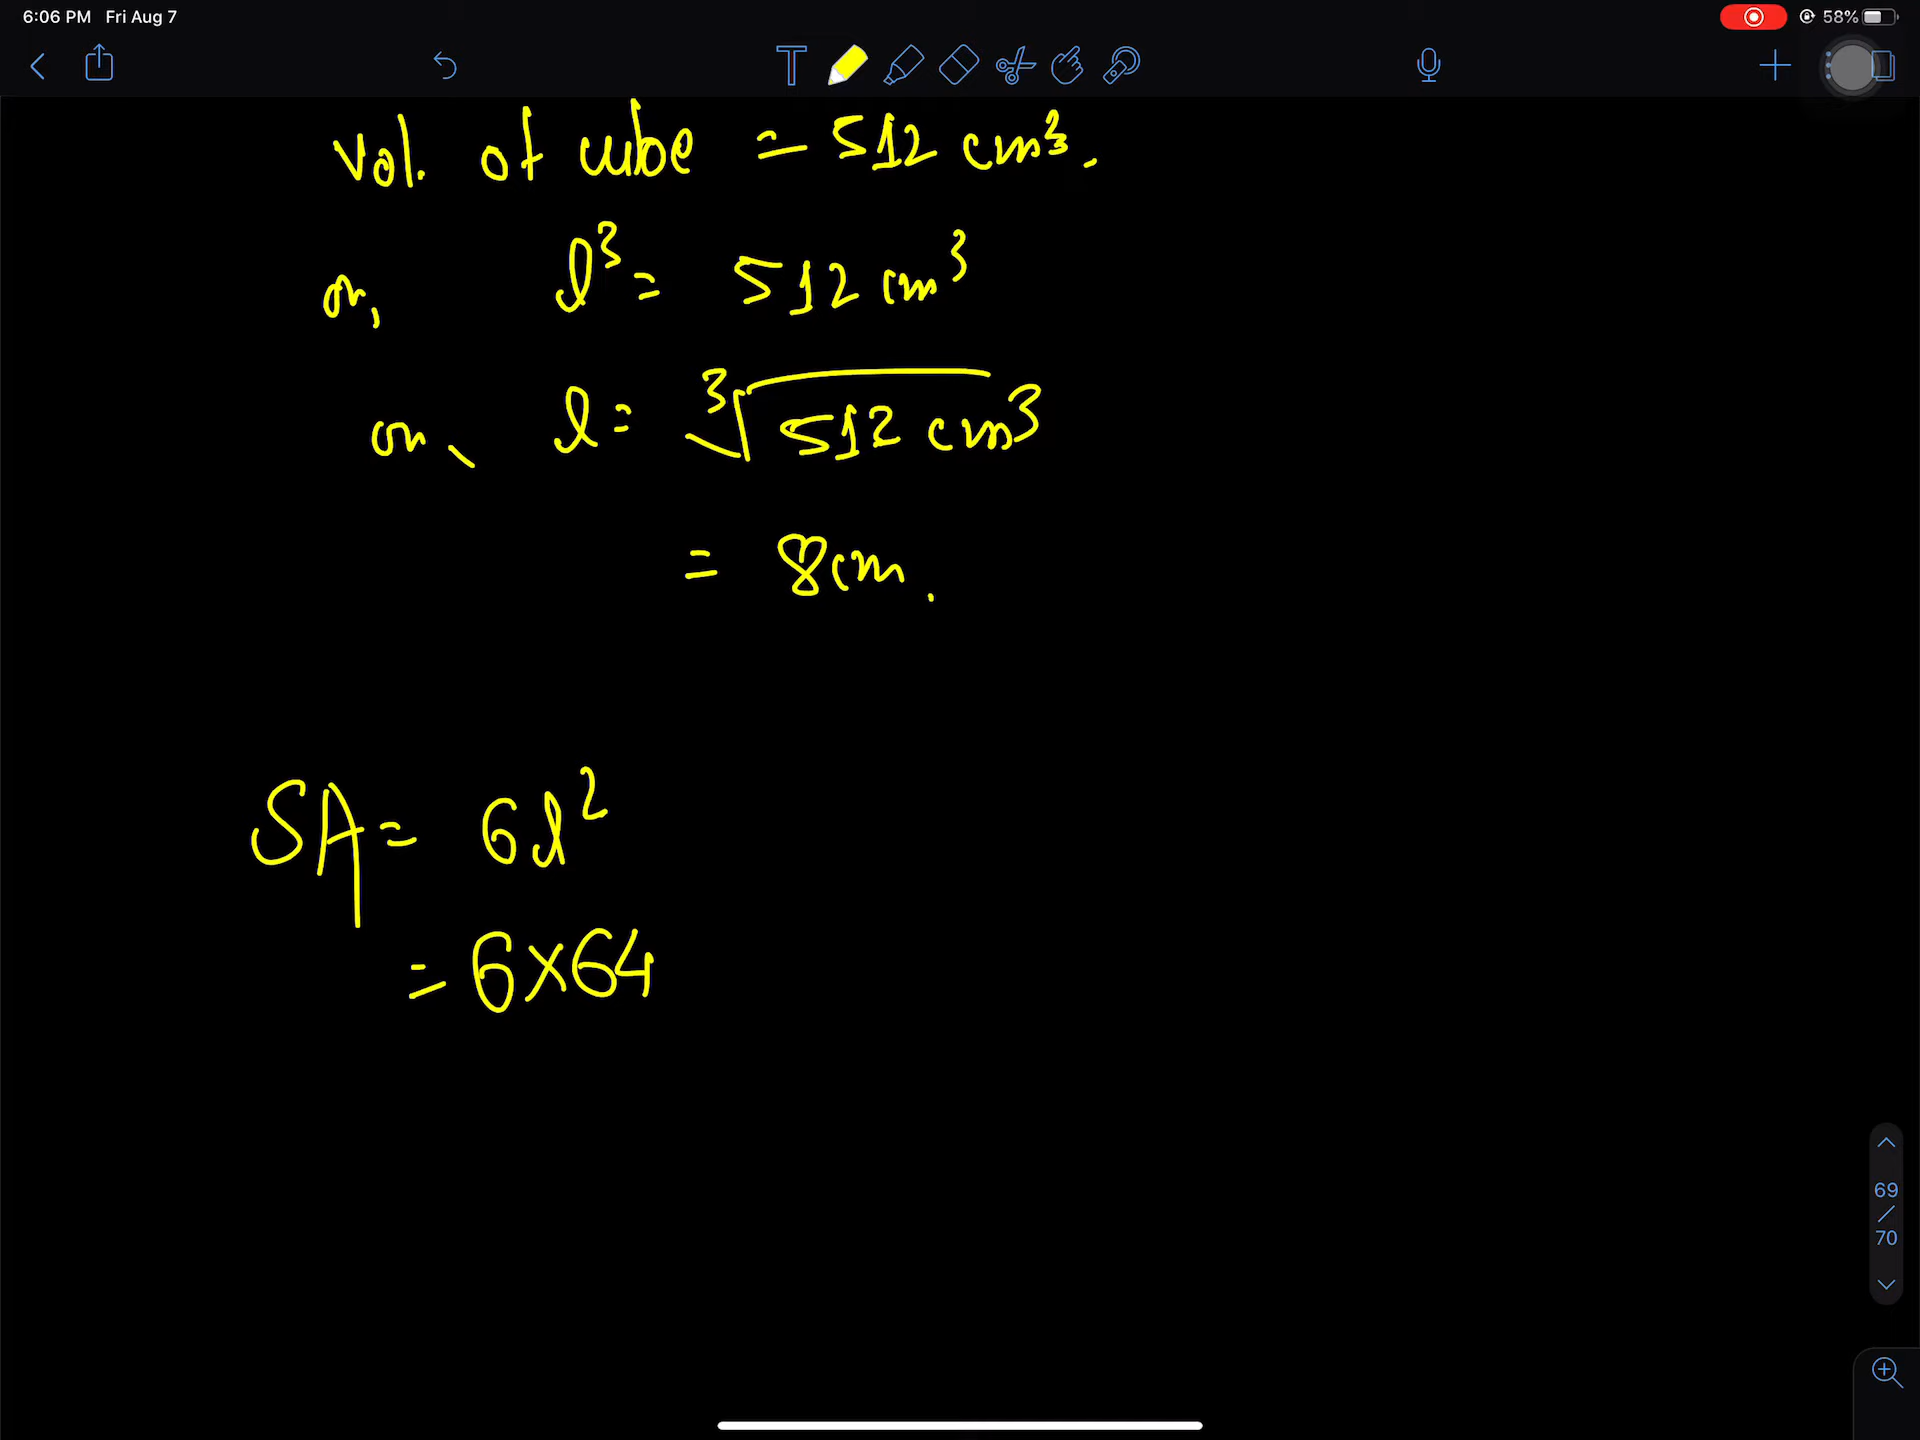 6:06 PM Fri Aug 7
58%
T
Vol. of cube = 512 cm³.
or, l³ = 512 cm³
or, l = ∛512 cm³
= 8cm.
SA = 6l²
= 6×64
69
/
70